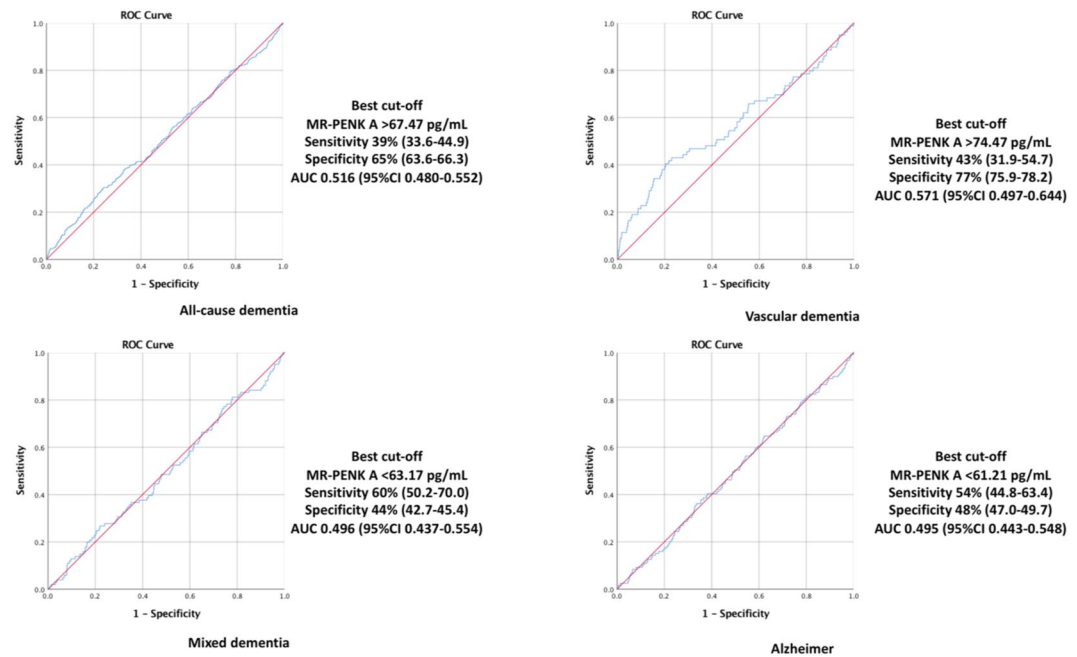 ROC Curve
1.0
0.8
0.6
0.4
0.2
0.0
0.0 0.2 0.4 0.6 0.8 1.0
Sensitivity
1 - Specificity
Best cut-off
MR-PENK A >67.47 pg/mL
Sensitivity 39% (33.6-44.9)
Specificity 65% (63.6-66.3)
AUC 0.516 (95%CI 0.480-0.552)
All-cause dementia
ROC Curve
1.0
0.8
0.6
0.4
0.2
0.0
0.0 0.2 0.4 0.6 0.8 1.0
Sensitivity
1 - Specificity
Best cut-off
MR-PENK A >74.47 pg/mL
Sensitivity 43% (31.9-54.7)
Specificity 77% (75.9-78.2)
AUC 0.571 (95%CI 0.497-0.644)
Vascular dementia
ROC Curve
1.0
0.8
0.6
0.4
0.2
0.0
0.0 0.2 0.4 0.6 0.8 1.0
Sensitivity
1 - Specificity
Best cut-off
MR-PENK A <63.17 pg/mL
Sensitivity 60% (50.2-70.0)
Specificity 44% (42.7-45.4)
AUC 0.496 (95%CI 0.437-0.554)
Mixed dementia
ROC Curve
1.0
0.8
0.6
0.4
0.2
0.0
0.0 0.2 0.4 0.6 0.8 1.0
Sensitivity
1 - Specificity
Best cut-off
MR-PENK A <61.21 pg/mL
Sensitivity 54% (44.8-63.4)
Specificity 48% (47.0-49.7)
AUC 0.495 (95%CI 0.443-0.548)
Alzheimer